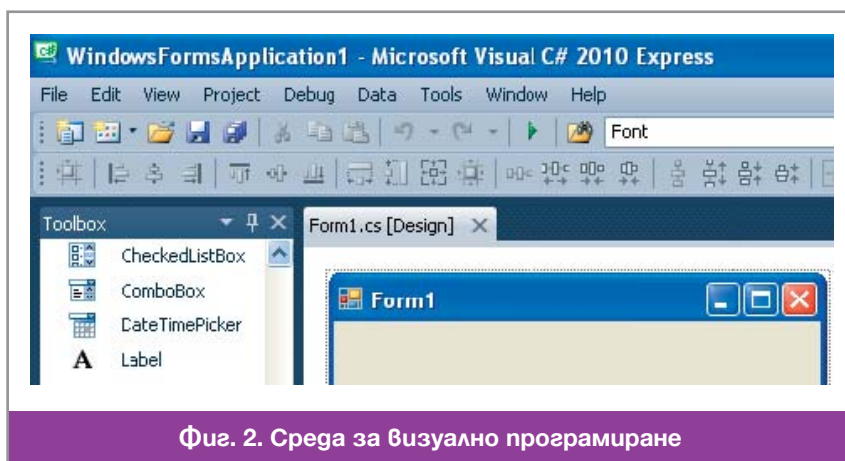 WindowsFormsApplication1 - Microsoft Visual C# 2010 Express
File Edit View Project Debug Data Tools Window Help
Font
Toolbox
Form1.cs [Design]
CheckedListBox
ComboBox
Form1
DateTimePicker
A Label
Фиг. 2. Среда за визуално програмиране